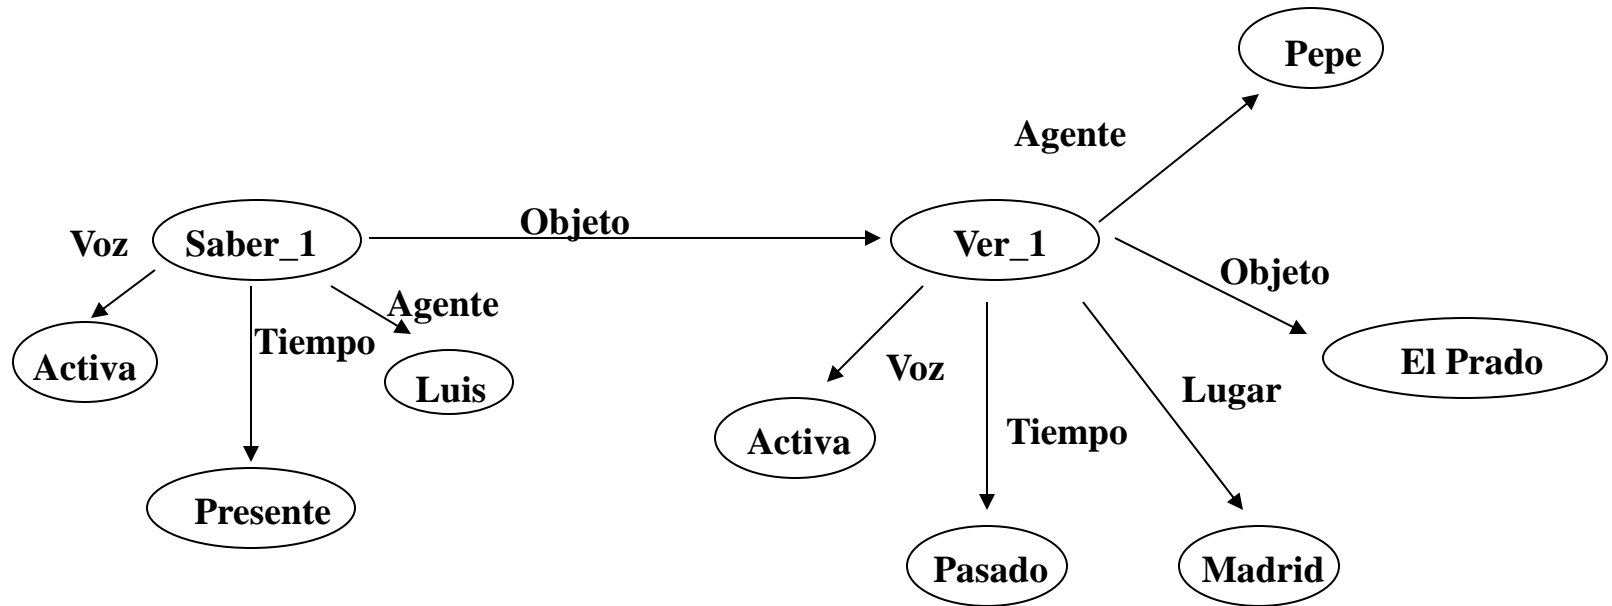 Pepe
Agente
Objeto
Voz
Saber_1
Ver_1
Objeto
Agente
Tiempo
Activa
Luis
Voz
Lugar
El Prado
Activa
Tiempo
Presente
Pasado
Madrid